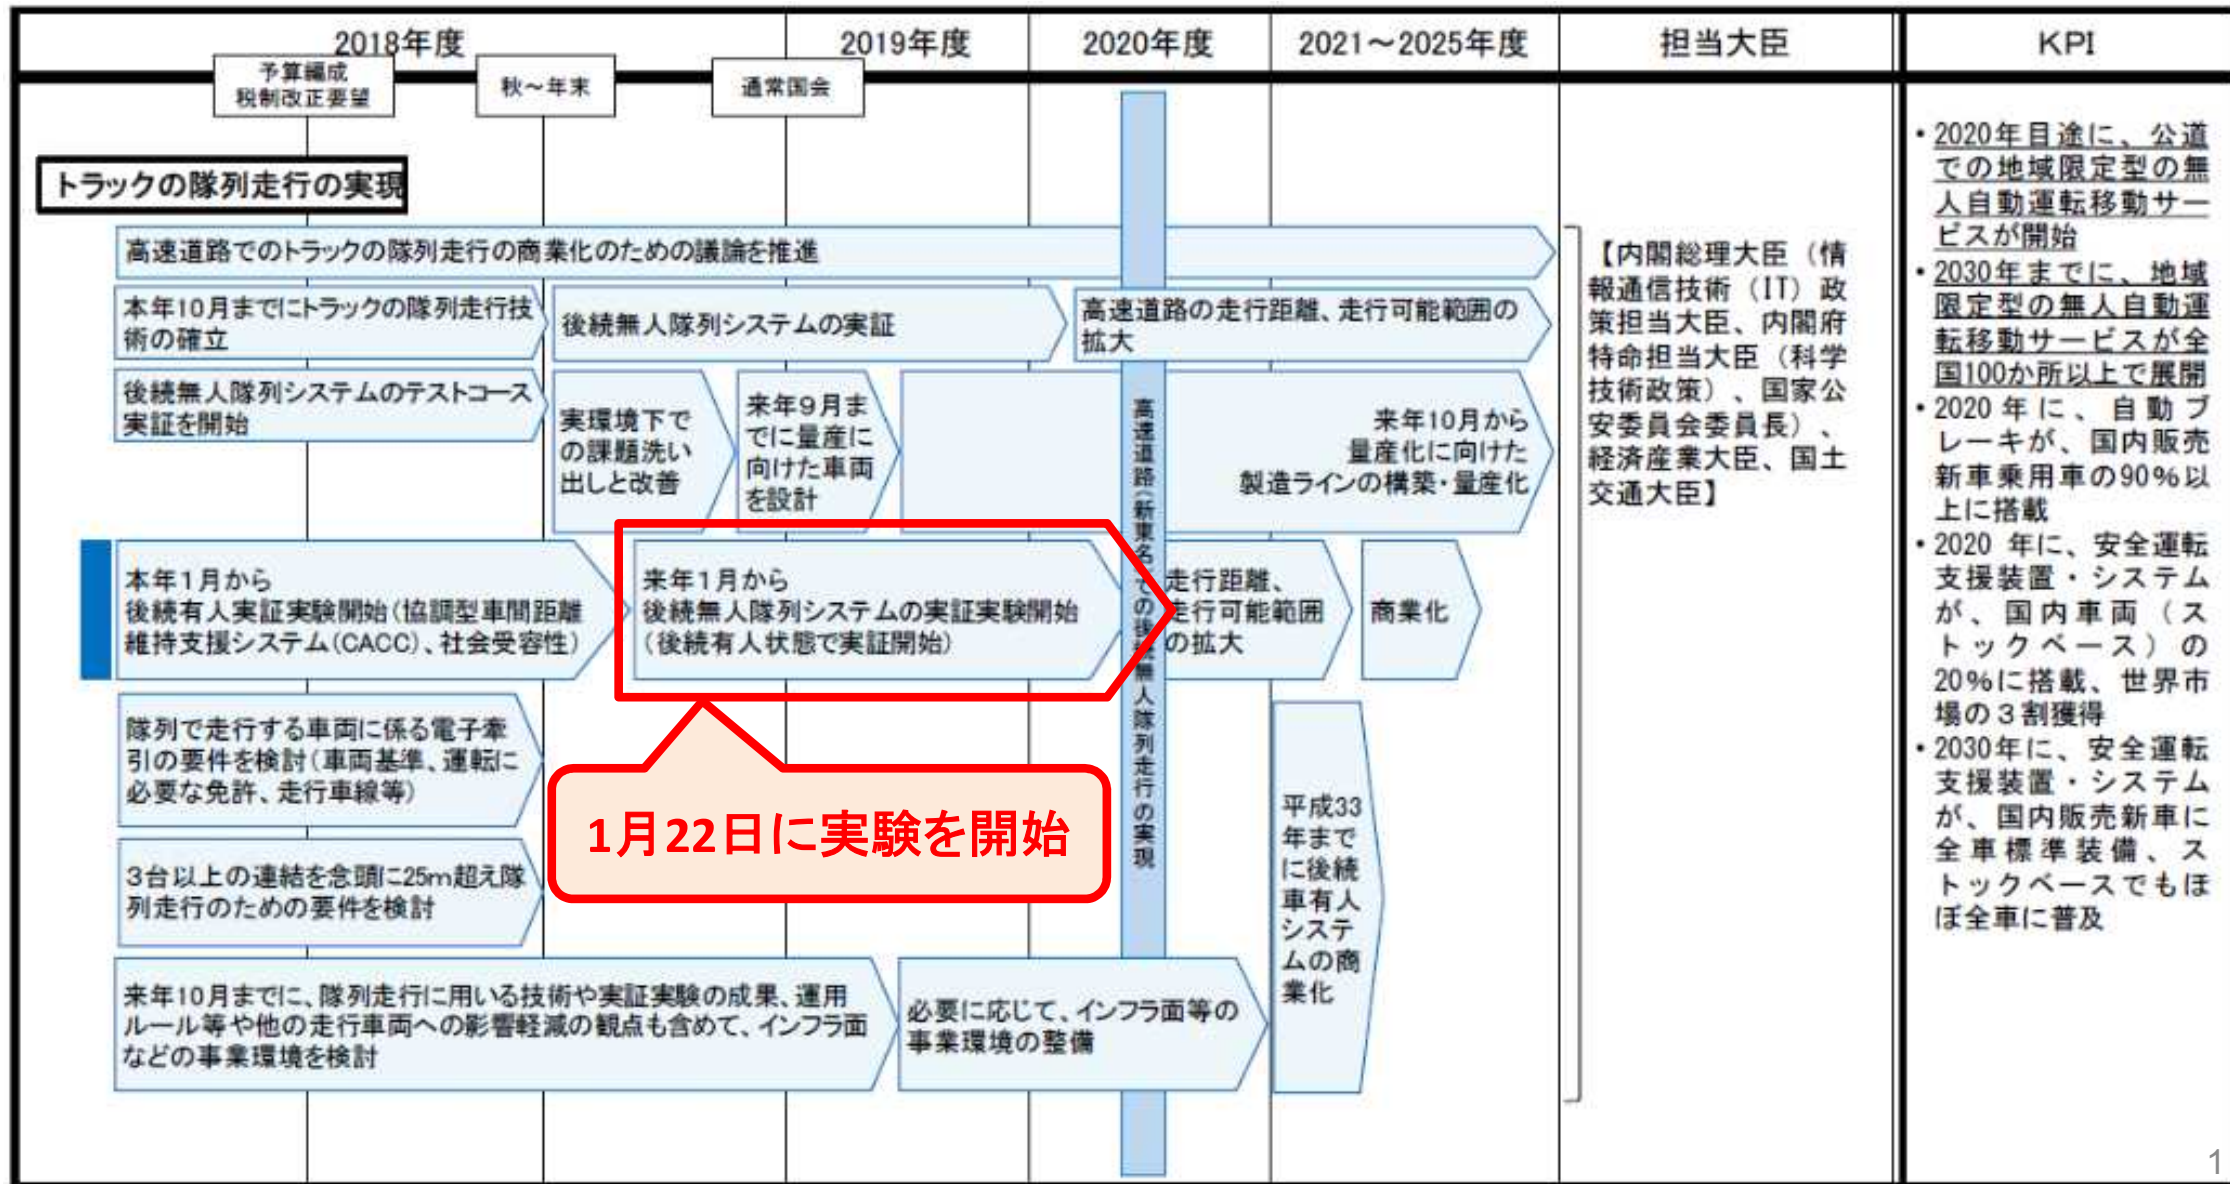 2018年度
2019年度
2020年度
2021～2025年度
担当大臣
KPI
予算編成
税制改正要望
秋～年末
通常国会
トラックの隊列走行の実現
高速道路でのトラックの隊列走行の商業化のための議論を推進
本年10月までにトラックの隊列走行技
術の確立
後続無人隊列システムの実証
高速道路の走行距離、走行可能範囲の
拡大
後続無人隊列システムのテストコース
実証を開始
実環境下で
の課題洗い
出しと改善
来年９月ま
でに量産に
向けた車両
を設計
来年10月から
量産化に向けた
製造ラインの構築・量産化
本年１月から
後続有人実証実験開始（協調型車間距離
維持支援システム（CACC）、社会受容性）
来年１月から
後続無人隊列システムの実証実験開始
（後続有人状態で実証開始）
走行距離、
走行可能範囲
の拡大
商業化
高速道路（新東名）での後続無人隊列走行の実現
隊列で走行する車両に係る電子牽
引の要件を検討（車両基準、運転に
必要な免許、走行車線等）
1月22日に実験を開始
3台以上の連結を念頭に25m超え隊
列走行のための要件を検討
平成33
年まで
に後続
車有人
システ
ムの商
業化
来年10月までに、隊列走行に用いる技術や実証実験の成果、運用
ルール等や他の走行車両への影響軽減の観点も含めて、インフラ面
などの事業環境を検討
必要に応じて、インフラ面等の
事業環境の整備
【内閣総理大臣（情
報通信技術（IT）政
策担当大臣、内閣府
特命担当大臣（科学
技術政策）、国家公
安委員会委員長）、
経済産業大臣、国土
交通大臣】
・2020年目途に、公道
での地域限定型の無
人自動運転移動サー
ビスが開始
・2030年までに、地域
限定型の無人自動運
転移動サービスが全
国100か所以上で展開
・2020年に、自動ブ
レーキが、国内販売
新車乗用車の90％以
上に搭載
・2020年に、安全運転
支援装置・システム
が、国内車両（ス
トックベース）の
20％に搭載、世界市
場の３割獲得
・2030年に、安全運転
支援装置・システム
が、国内販売新車に
全車標準装備、ス
トックベースでもほ
ぼ全車に普及
1